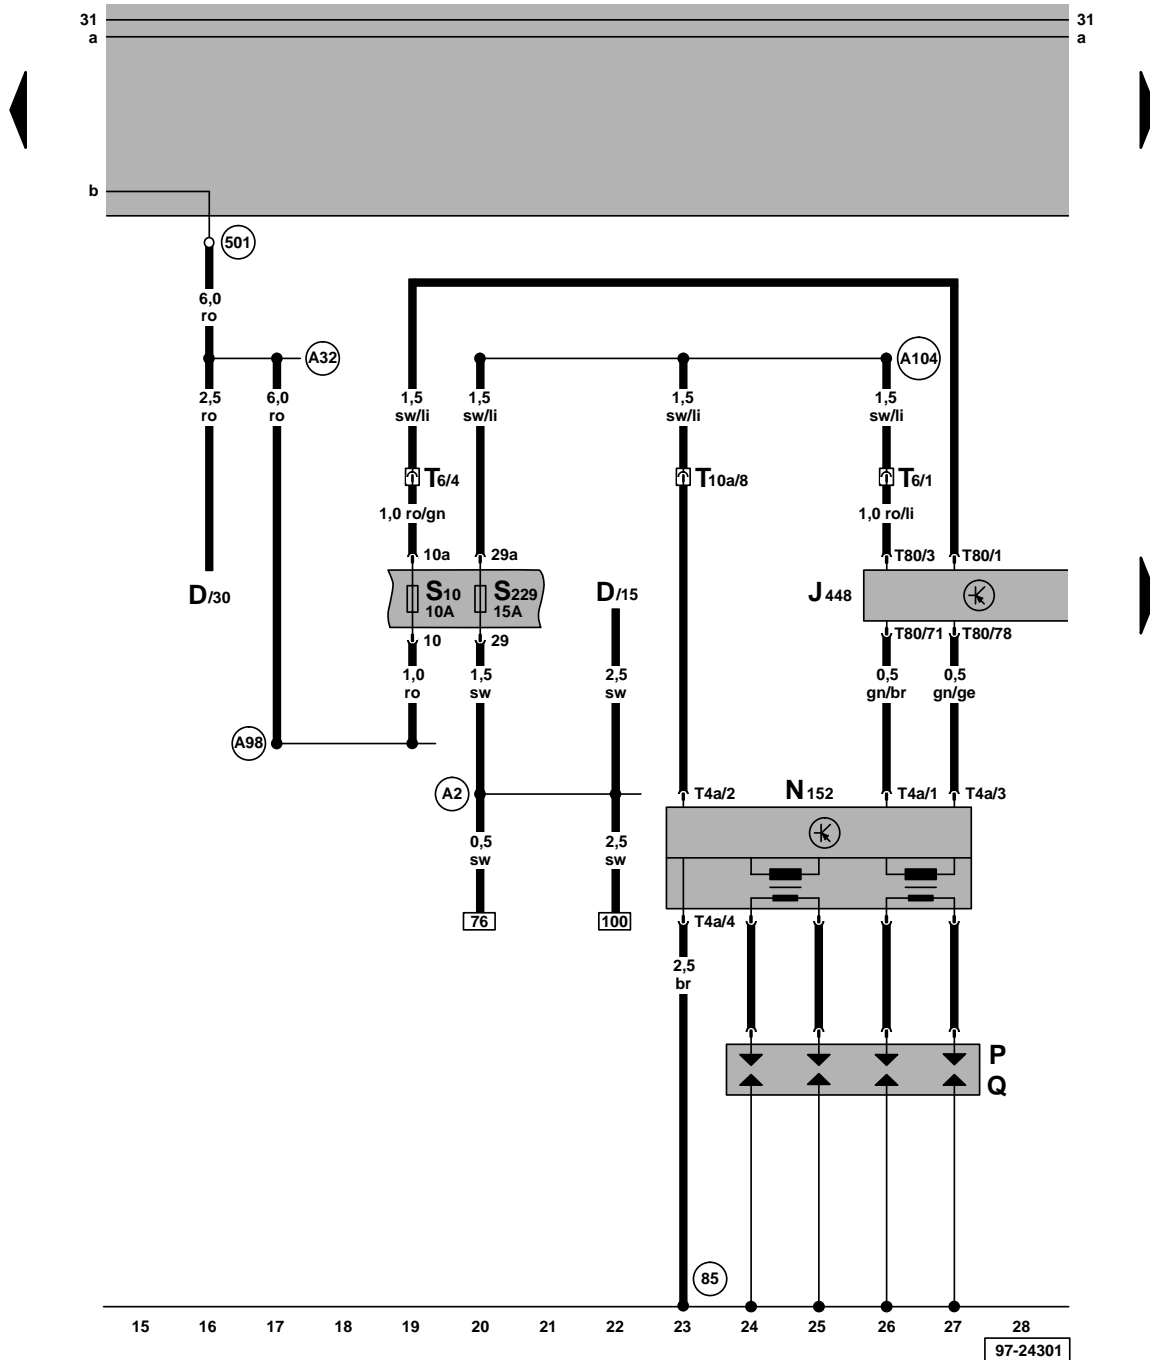 31 31
a a
b
501
6,0
ro
A32 A104
2,5 6,0 1,5 1,5 1,5 1,5
ro ro sw/li sw/li sw/li sw/li
T6/4 T10a/8 T6/1
1,0 ro/gn 1,0 ro/li
10a 29a T80/3 T80/1
D/30 S10 S229 D/15 J448
10A 15A
10 29 T80/71 T80/78
1,0 1,5 2,5 0,5 0,5
ro sw sw gn/br gn/ge
A98
A2 T4a/2 N152 T4a/1 T4a/3
0,5 2,5
sw sw
76 100 T4a/4
2,5
br
P
Q
85
15 16 17 18 19 20 21 22 23 24 25 26 27 28
97-24301